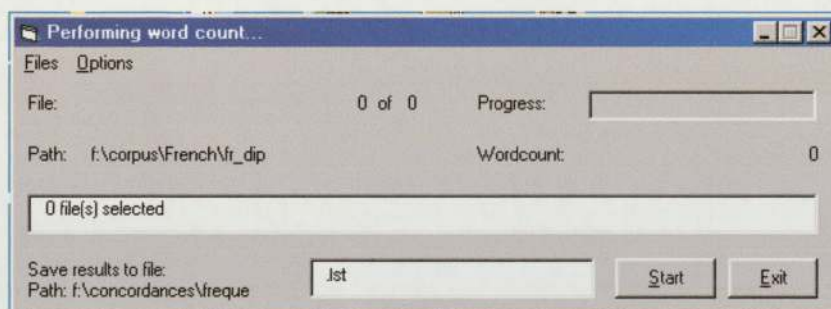 Performing word count...
Files Options
File: 0 of 0 Progress:
Path: f:\corpus\French\fr_dip Wordcount: 0
0 file(s) selected
Save results to file: .lst Start Exit
Path: f:\concordances\freque